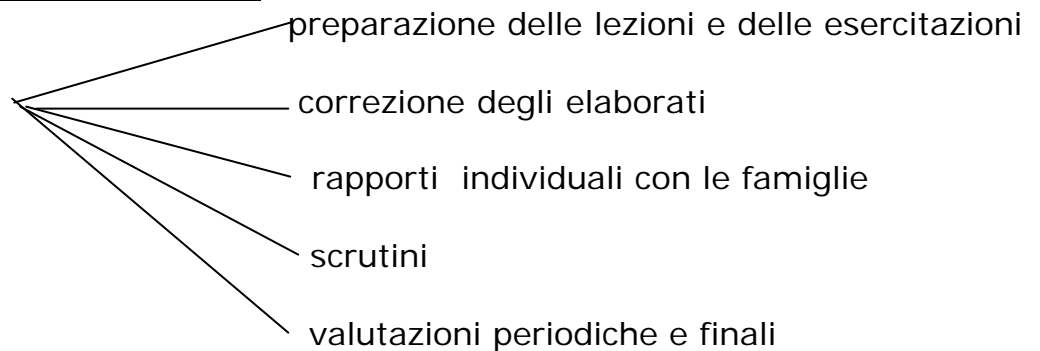 preparazione delle lezioni e delle esercitazioni
correzione degli elaborati
rapporti individuali con le famiglie
scrutini
valutazioni periodiche e finali